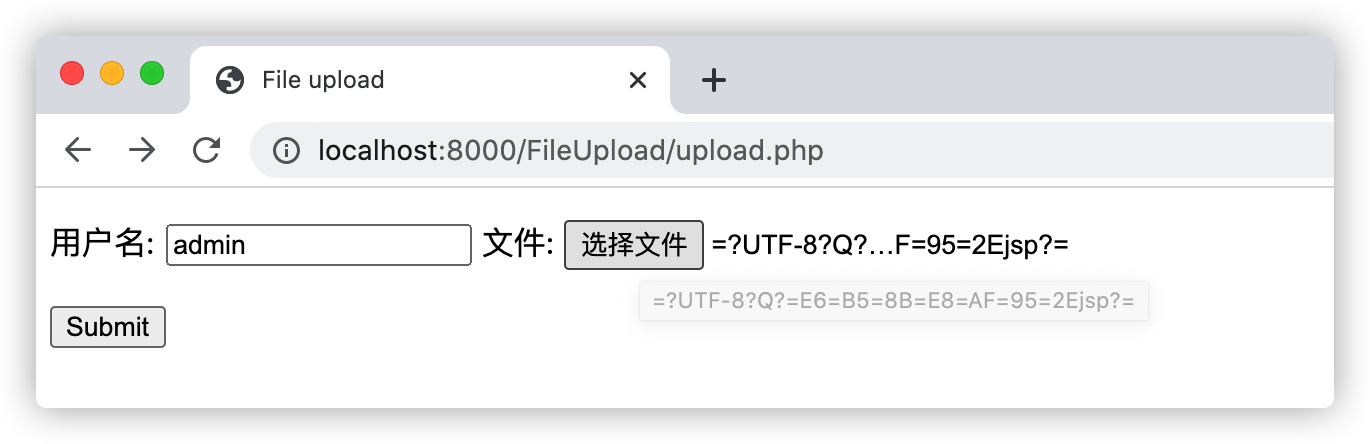 File upload
localhost:8000/FileUpload/upload.php
用户名: admin 文件: 选择文件 =?UTF-8?Q?…F=95=2Ejsp?=
=?UTF-8?Q?=E6=B5=8B=E8=AF=95=2Ejsp?=
Submit